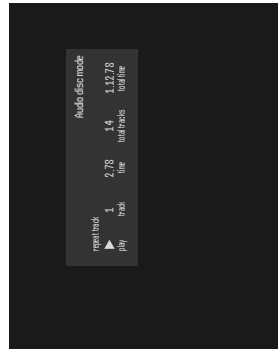 Audio disc mode
repeat track
▶ 1 2.78 14 1.12.78
play track time total tracks total time